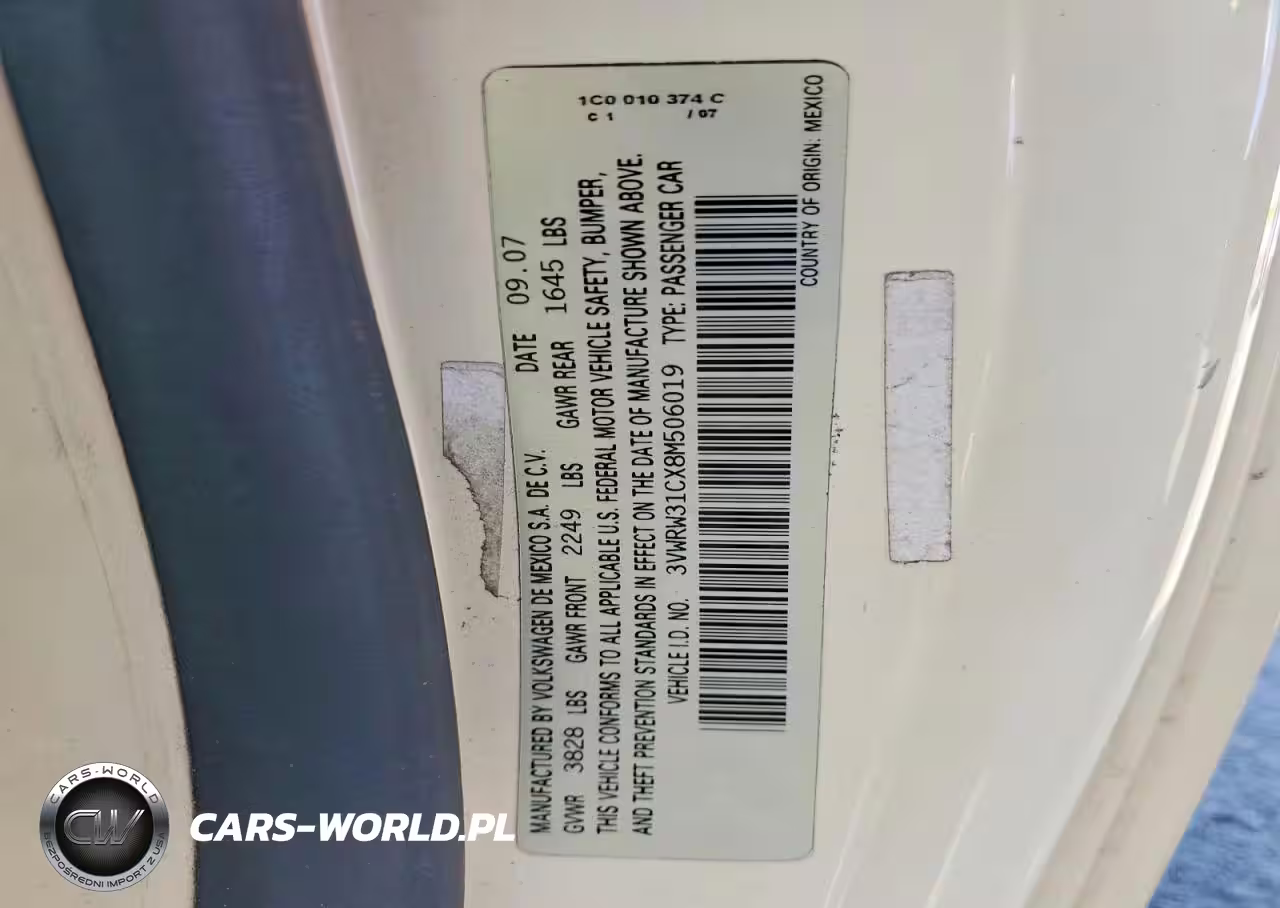 1C0 010 374 C
C 1 / 07
MANUFACTURED BY VOLKSWAGEN DE MEXICO S.A. DE C.V. DATE 09.07
GVWR 3828 LBS GAWR FRONT 2249 LBS GAWR REAR 1645 LBS
THIS VEHICLE CONFORMS TO ALL APPLICABLE U.S. FEDERAL MOTOR VEHICLE SAFETY, BUMPER,
AND THEFT PREVENTION STANDARDS IN EFFECT ON THE DATE OF MANUFACTURE SHOWN ABOVE.
VEHICLE I.D. NO. 3VWRW31CX8M506019 TYPE: PASSENGER CAR
COUNTRY OF ORIGIN: MEXICO
CARS-WORLD
CW
BEZPOŚREDNI IMPORT Z USA
CARS-WORLD.PL